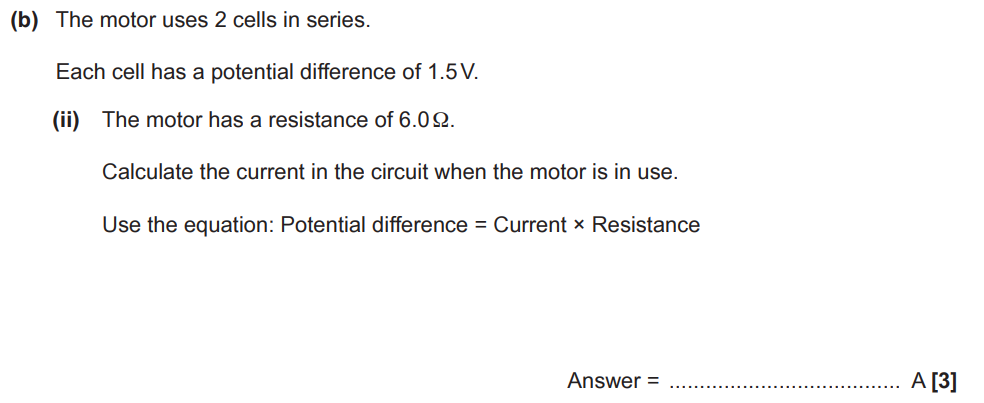 (b) The motor uses 2 cells in series.
Each cell has a potential difference of 1.5 V.
(ii) The motor has a resistance of 6.0 Ω.
Calculate the current in the circuit when the motor is in use.
Use the equation: Potential difference = Current × Resistance
Answer = ...................................... A [3]